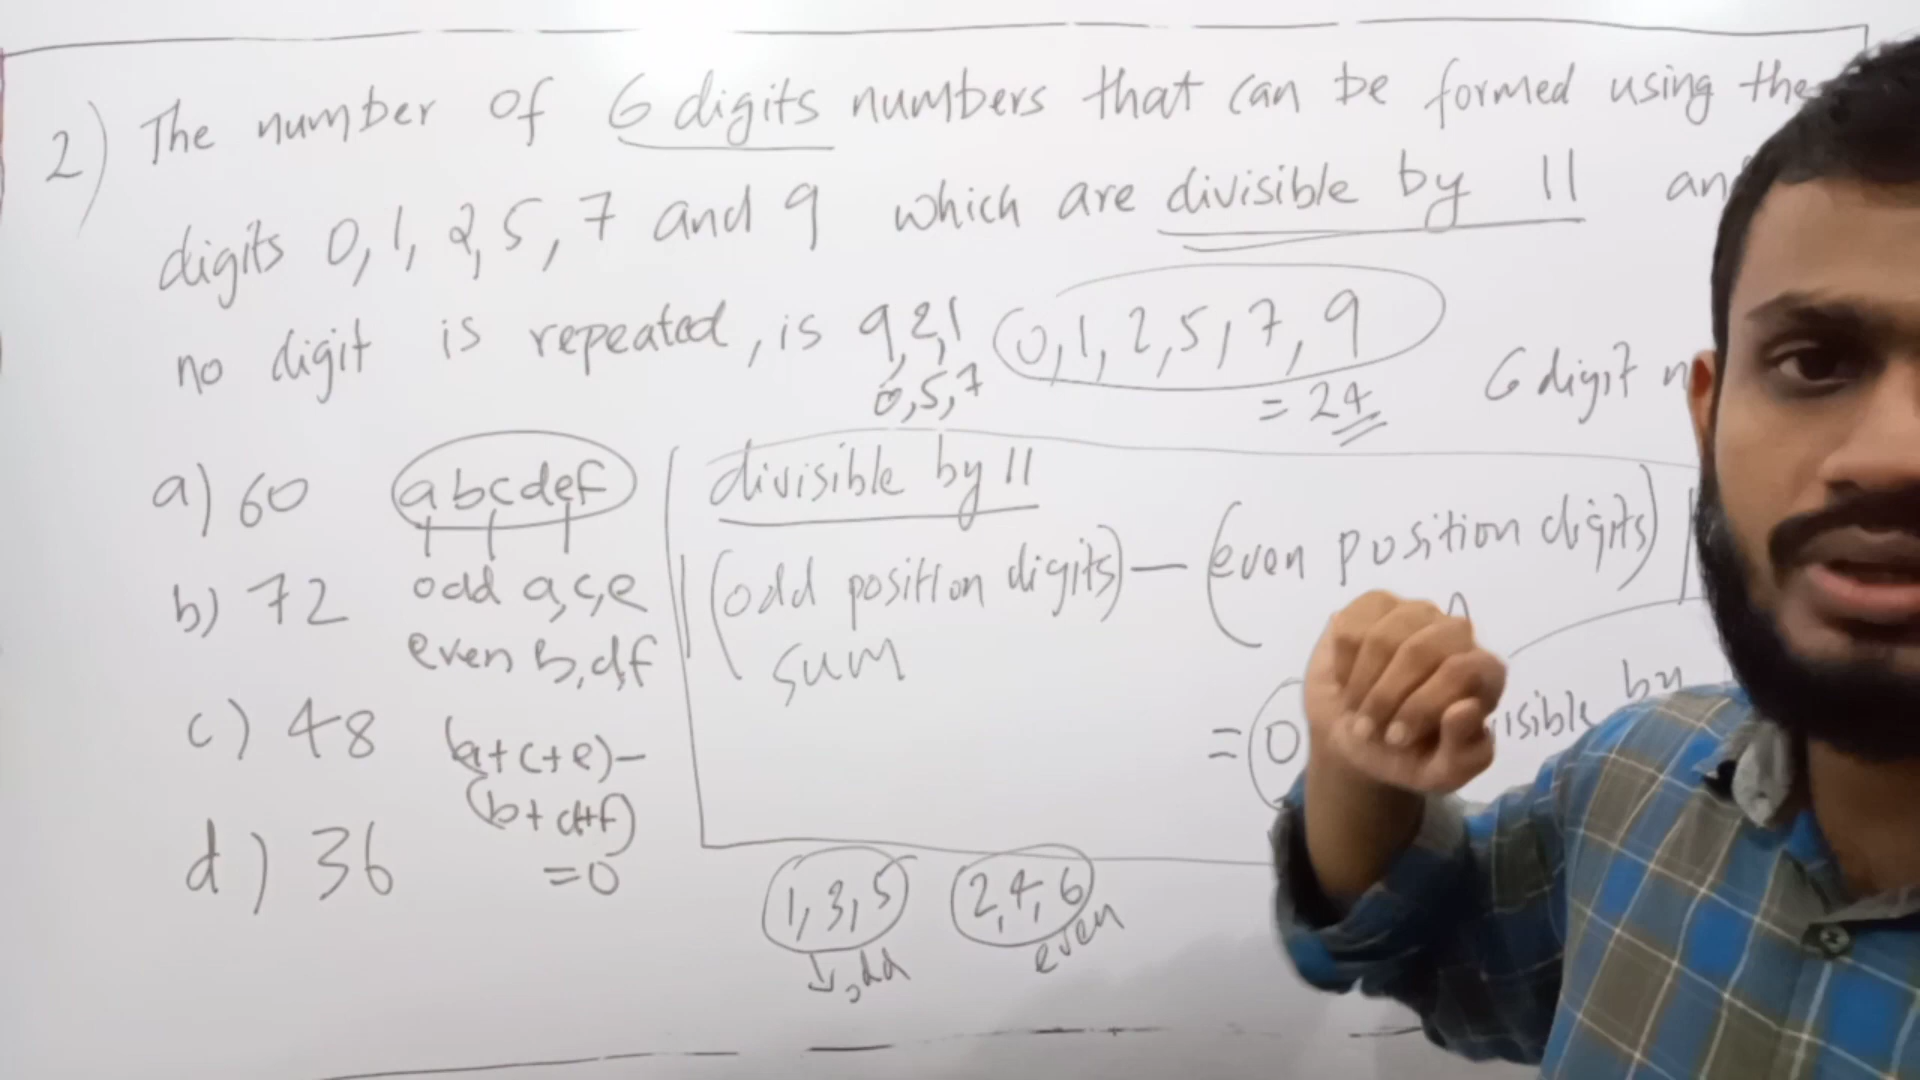 2) The number of 6 digits numbers that can be formed using the
digits 0, 1, 2, 5, 7 and 9 which are divisible by 11
no digit is repeated, is 9, 2, 1
0, 5, 7
0, 1, 2, 5, 7, 9
= 24
6 digit
a) 60
b) 72
c) 48
d) 36
abcdef
odd a, c, e
even b, d, f
(a+c+e)-
(b+d+f)
=0
divisible by 11
(odd position digits) - (even position digits)
sum
= 0
by
1, 3, 5
odd
2, 4, 6
even